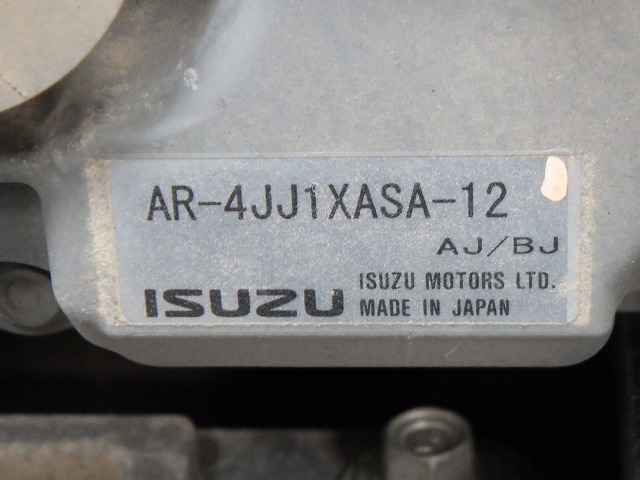 AR-4JJ1XASA-12
AJ/BJ
ISUZU
ISUZU MOTORS LTD.
MADE IN JAPAN